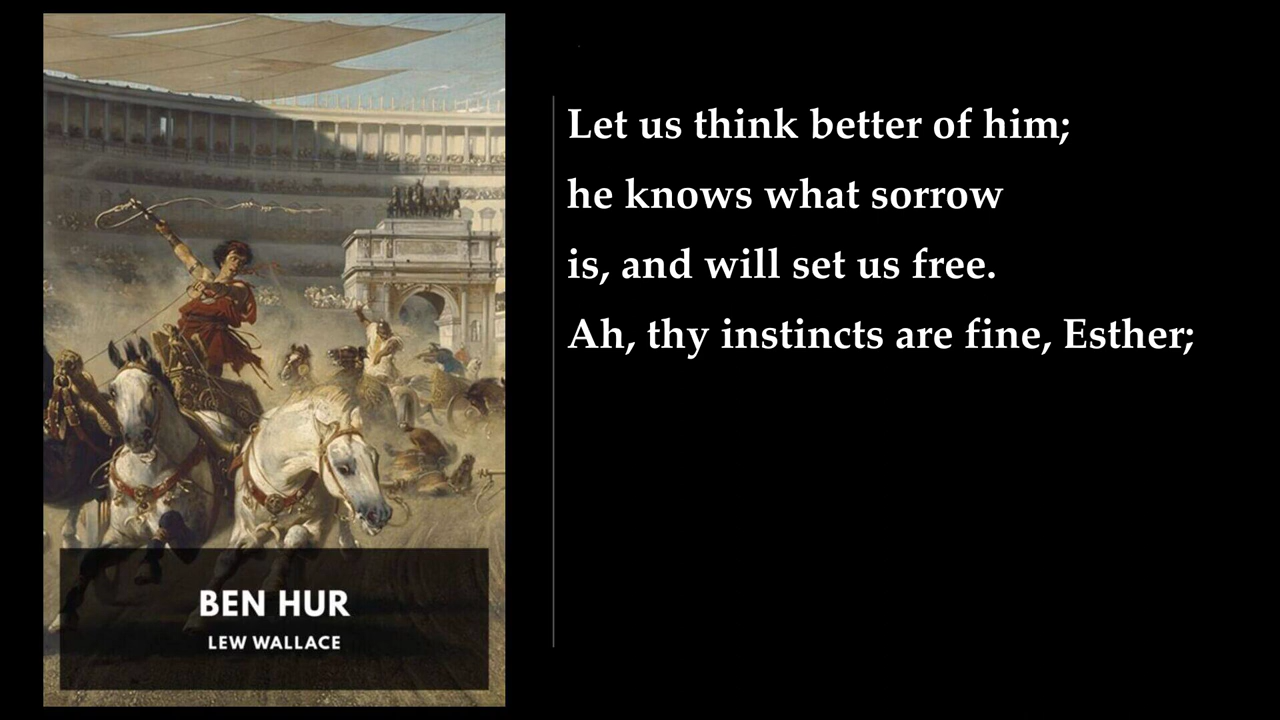 Let us think better of him;
he knows what sorrow
is, and will set us free.
Ah, thy instincts are fine, Esther;
BEN HUR
LEW WALLACE